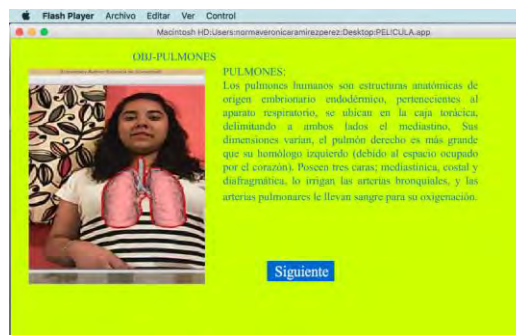 Flash Player Archivo Editar Ver Control
Macintosh HD:Users:normaveronicaramirezperez:Desktop:PELICULA.app
OBJ-PULMONES
PULMONES:
Los pulmones humanos son estructuras anatómicas de
origen embrionario endodérmico, pertenecientes al
aparato respiratorio, se ubican en la caja torácica,
delimitando a ambos lados el mediastino. Sus
dimensiones varían, el pulmón derecho es más grande
que su homólogo izquierdo (debido al espacio ocupado
por el corazón). Poseen tres caras; mediastínica, costal y
diafragmática, lo irrigan las arterias bronquiales, y las
arterias pulmonares le llevan sangre para su oxigenación.
Siguiente